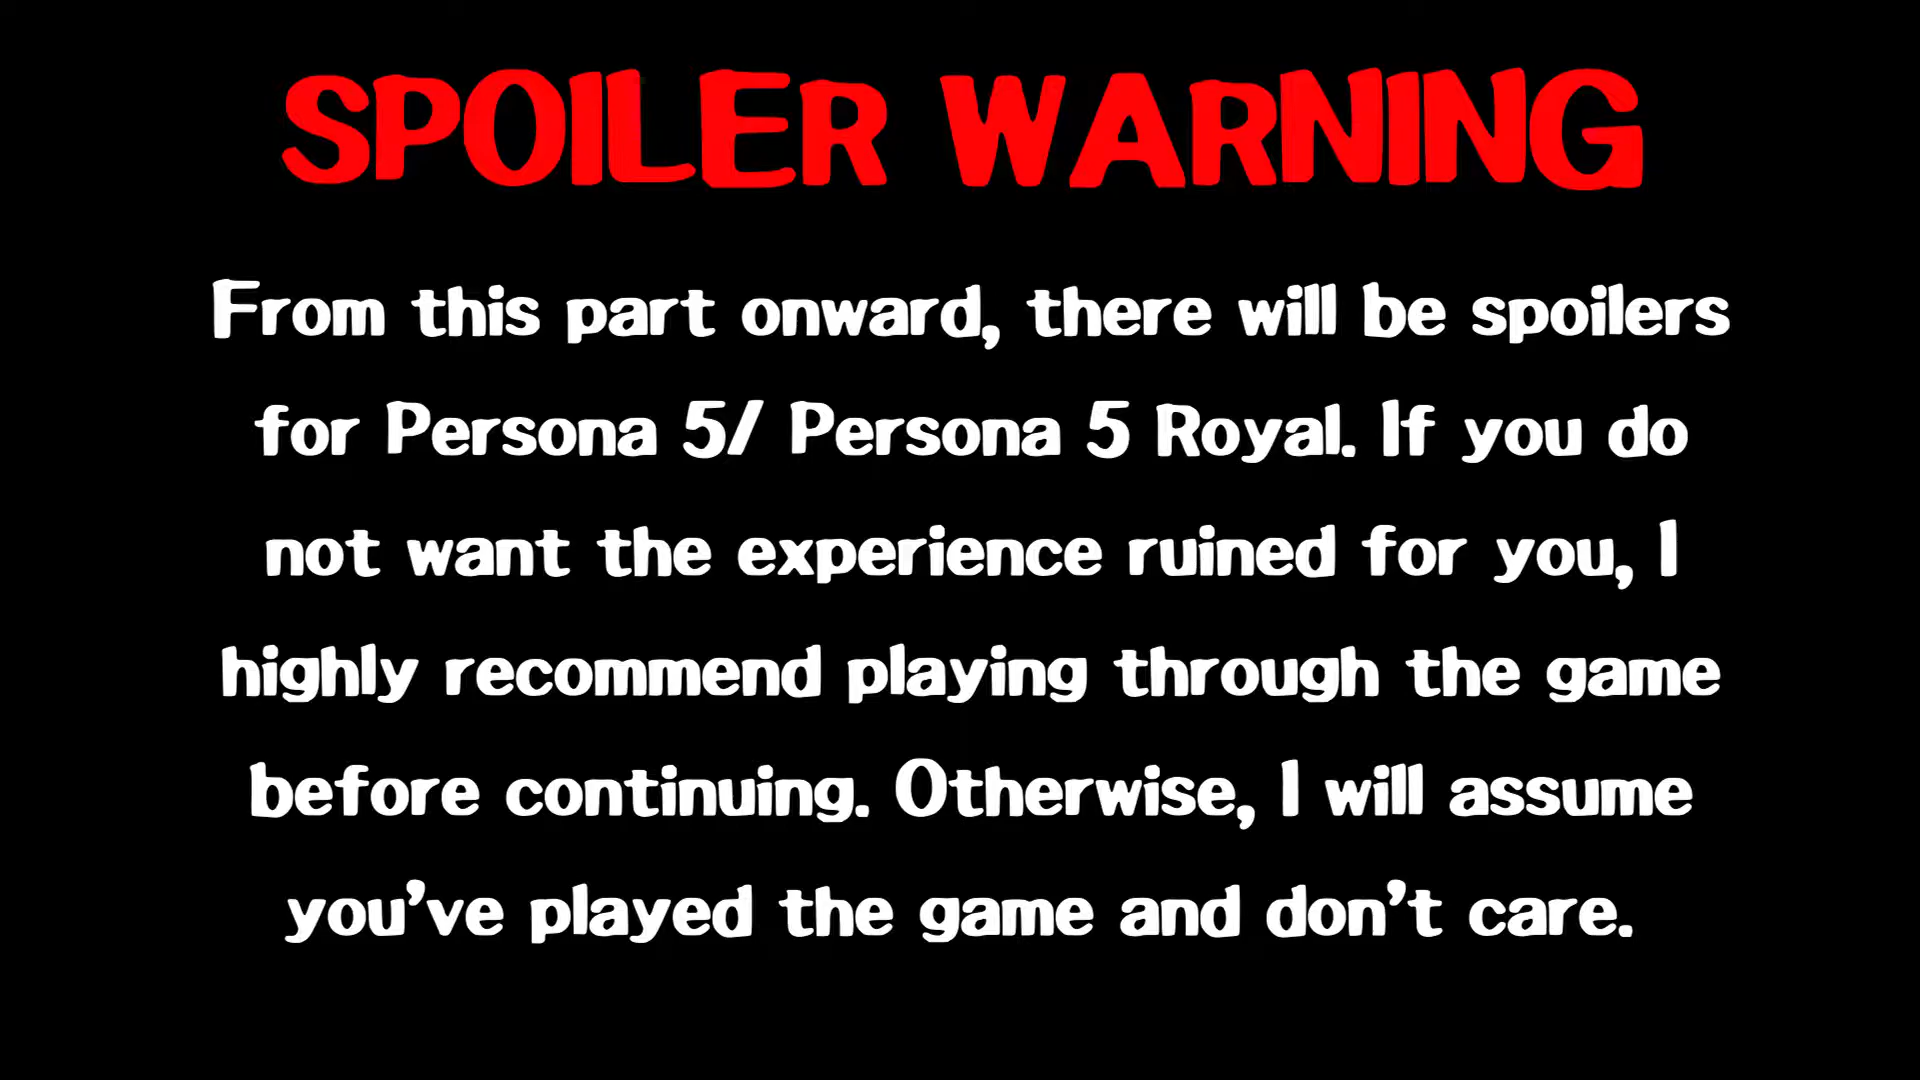 SPOILER WARNING
From this part onward, there will be spoilers
for Persona 5/ Persona 5 Royal. If you do
not want the experience ruined for you, I
highly recommend playing through the game
before continuing. Otherwise, I will assume
you've played the game and don't care.